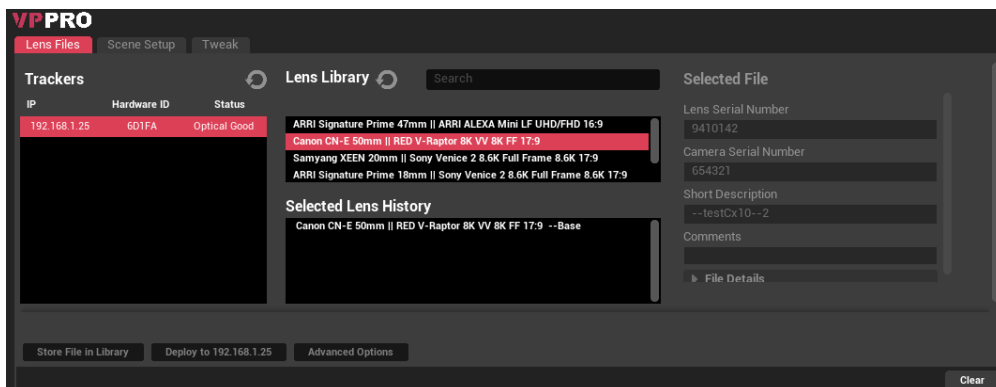 VPPRO
Lens Files Scene Setup Tweak
Trackers
IP Hardware ID Status
192.168.1.25 6D1FA Optical Good
Lens Library Search
ARRI Signature Prime 47mm || ARRI ALEXA Mini LF UHD/FHD 16:9
Canon CN-E 50mm || RED V-Raptor 8K VV 8K FF 17:9
Samyang XEEN 20mm || Sony Venice 2 8.6K Full Frame 8.6K 17:9
ARRI Signature Prime 18mm || Sony Venice 2 8.6K Full Frame 8.6K 17:9
Selected Lens History
Canon CN-E 50mm || RED V-Raptor 8K VV 8K FF 17:9 --Base
Selected File
Lens Serial Number
9410142
Camera Serial Number
654321
Short Description
--testCx10--2
Comments
File Details
Store File in Library Deploy to 192.168.1.25 Advanced Options
Clear